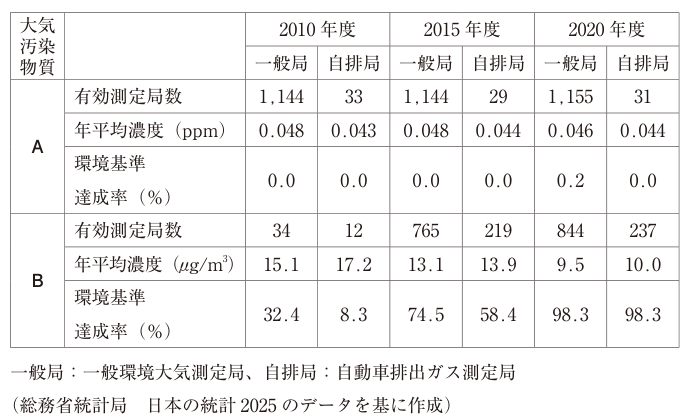 大気汚染物質 2010 年度 2015 年度 2020 年度
一般局 自排局 一般局 自排局 一般局 自排局
A 有効測定局数 1,144 33 1,144 29 1,155 31
年平均濃度（ppm） 0.048 0.043 0.048 0.044 0.046 0.044
環境基準
達成率（%） 0.0 0.0 0.0 0.0 0.2 0.0
B 有効測定局数 34 12 765 219 844 237
年平均濃度（μg/m³） 15.1 17.2 13.1 13.9 9.5 10.0
環境基準
達成率（%） 32.4 8.3 74.5 58.4 98.3 98.3
一般局：一般環境大気測定局、自排局：自動車排出ガス測定局
（総務省統計局　日本の統計 2025 のデータを基に作成）